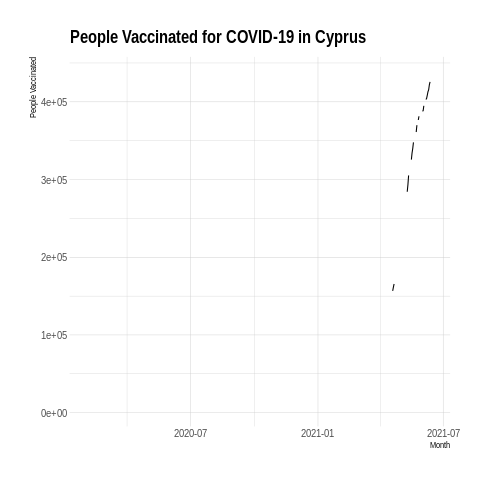 People Vaccinated for COVID-19 in Cyprus
People Vaccinated
4e+05
3e+05
2e+05
1e+05
0e+00
2020-07
2021-01
2021-07
Month